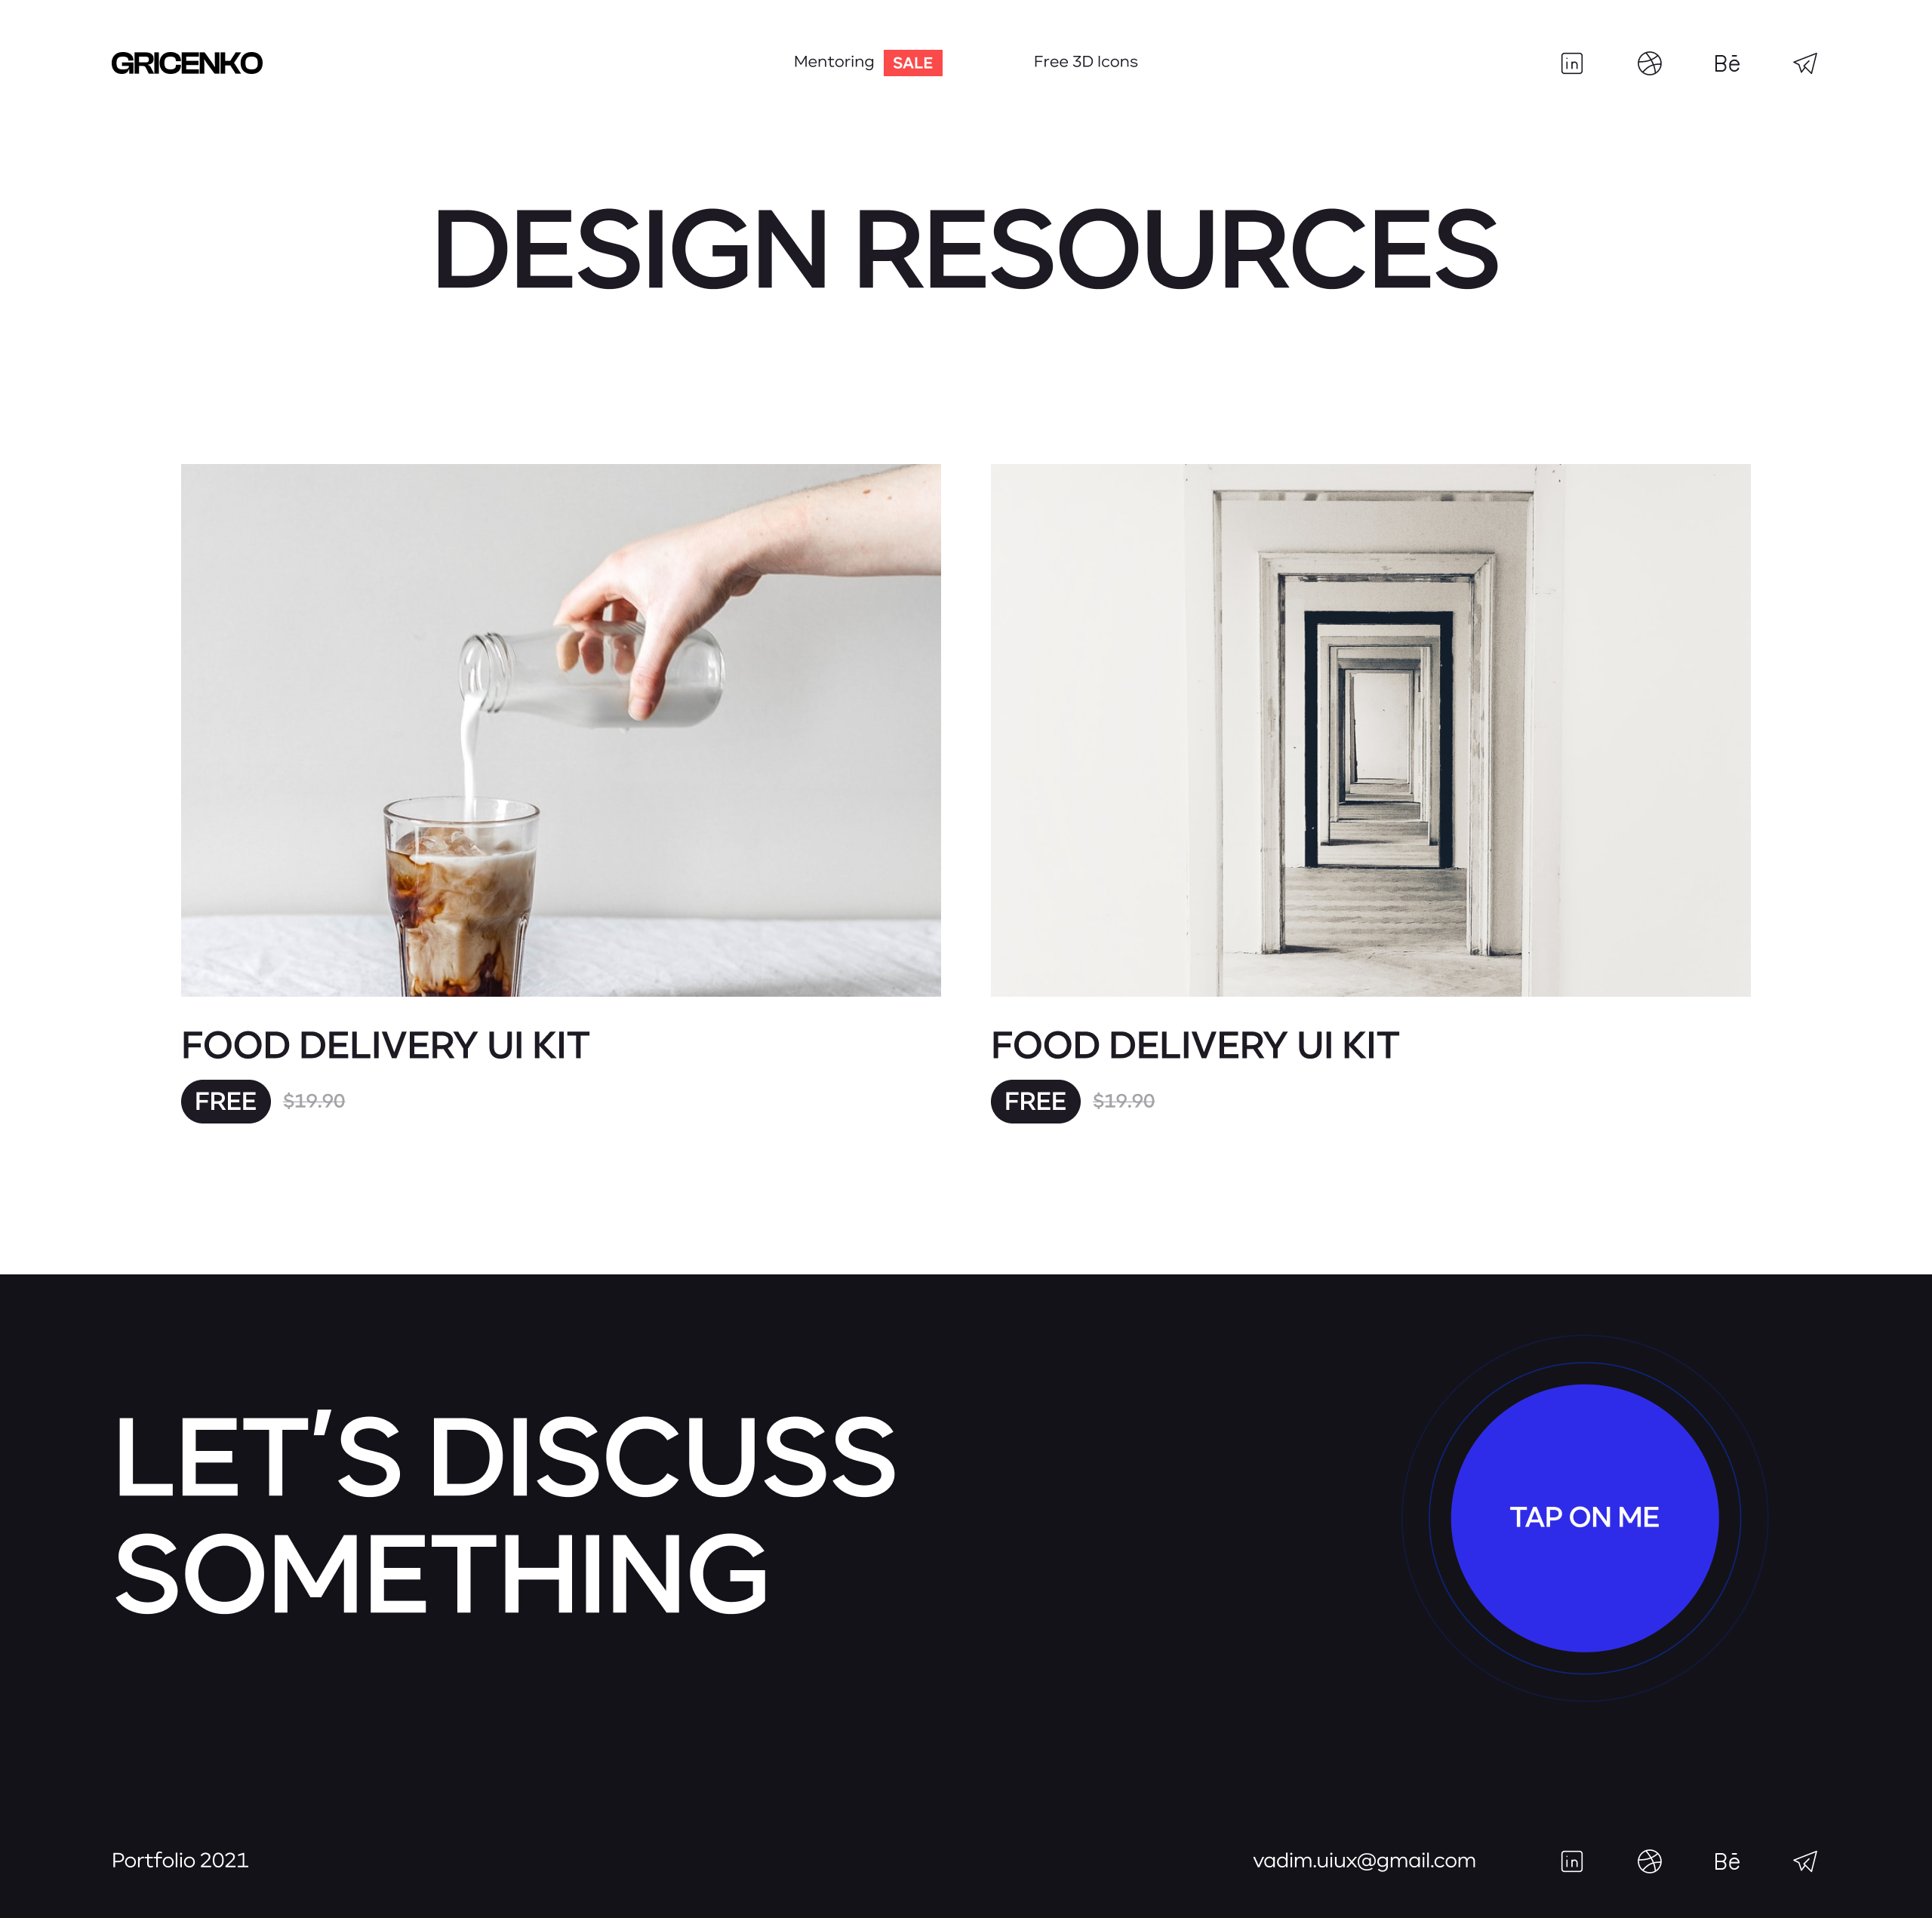 GRICENKO
Mentoring SALE
Free 3D Icons
in
Bē
DESIGN RESOURCES
FOOD DELIVERY UI KIT
FREE $19.90
FOOD DELIVERY UI KIT
FREE $19.90
LET'S DISCUSS
SOMETHING
TAP ON ME
Portfolio 2021
vadim.uiux@gmail.com
in
Bē